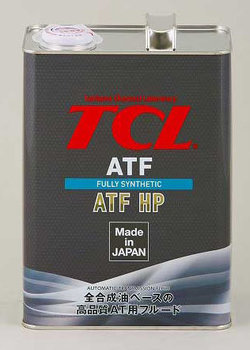 TCL
ATF
FULLY SYNTHETIC
ATF HP
Made in
JAPAN
AUTOMATIC TRANSMISSION FLUID
全合成油ベースの
高品質AT用フルード